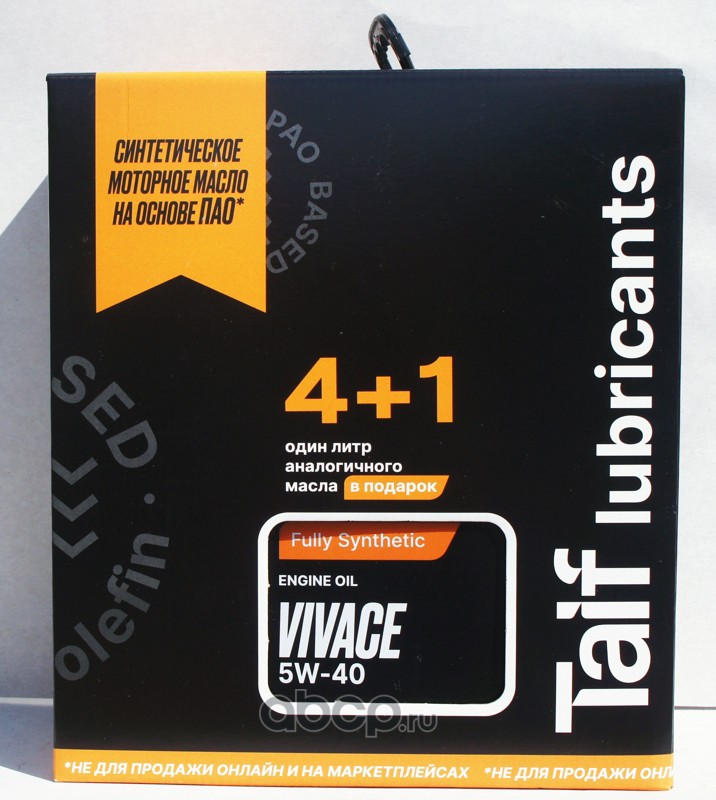 СИНТЕТИЧЕСКОЕ
МОТОРНОЕ МАСЛО
НА ОСНОВЕ ПАО*
PAO BASED
SED
olefin ·
4+1
один литр
аналогичного
масла в подарок
Fully Synthetic
ENGINE OIL
VIVACE
5W-40
Taif lubricants
abcp.ru
*НЕ ДЛЯ ПРОДАЖИ ОНЛАЙН И НА МАРКЕТПЛЕЙСАХ *НЕ ДЛЯ ПРОДАЖИ ОНЛ